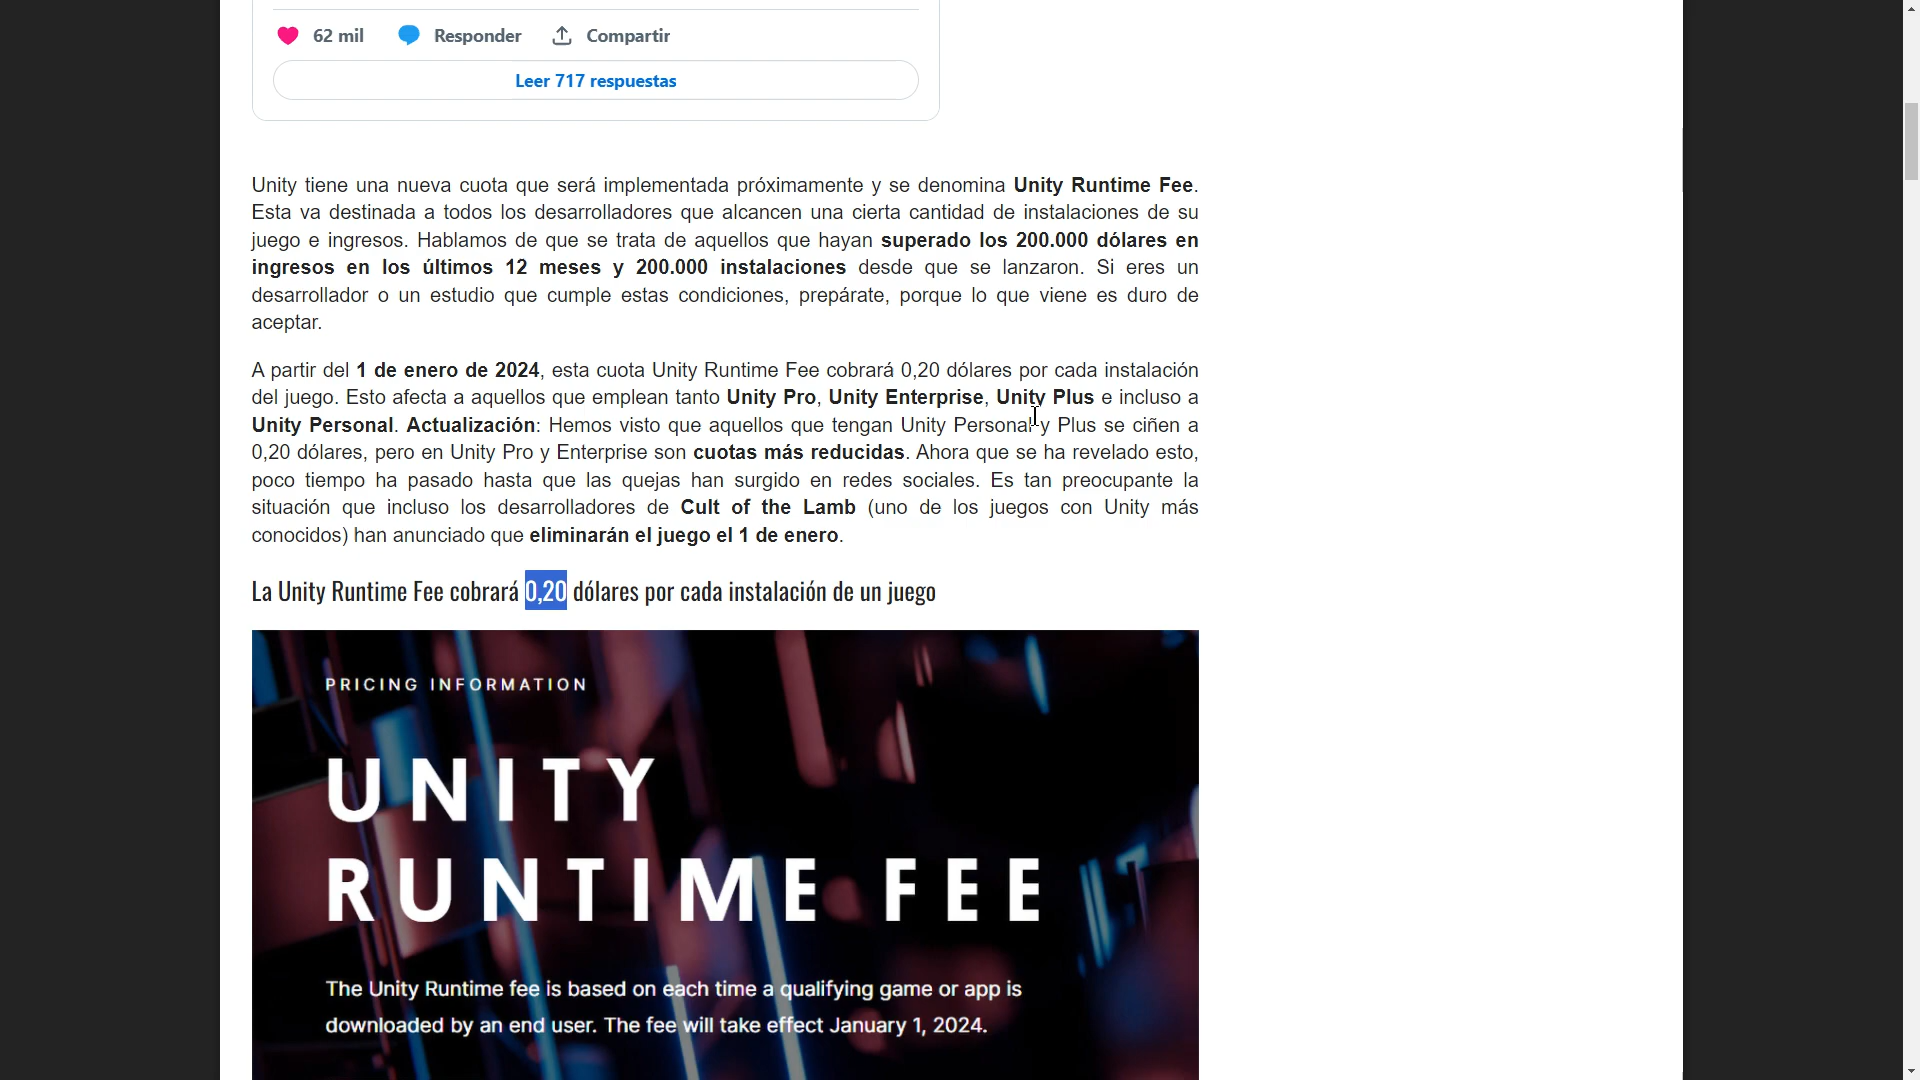 62 mil Responder Compartir
Leer 717 respuestas
Unity tiene una nueva cuota que será implementada próximamente y se denomina Unity Runtime Fee.
Esta va destinada a todos los desarrolladores que alcancen una cierta cantidad de instalaciones de su
juego e ingresos. Hablamos de que se trata de aquellos que hayan superado los 200.000 dólares en
ingresos en los últimos 12 meses y 200.000 instalaciones desde que se lanzaron. Si eres un
desarrollador o un estudio que cumple estas condiciones, prepárate, porque lo que viene es duro de
aceptar.
A partir del 1 de enero de 2024, esta cuota Unity Runtime Fee cobrará 0,20 dólares por cada instalación
del juego. Esto afecta a aquellos que emplean tanto Unity Pro, Unity Enterprise, Unity Plus e incluso a
Unity Personal. Actualización: Hemos visto que aquellos que tengan Unity Personal y Plus se ciñen a
0,20 dólares, pero en Unity Pro y Enterprise son cuotas más reducidas. Ahora que se ha revelado esto,
poco tiempo ha pasado hasta que las quejas han surgido en redes sociales. Es tan preocupante la
situación que incluso los desarrolladores de Cult of the Lamb (uno de los juegos con Unity más
conocidos) han anunciado que eliminarán el juego el 1 de enero.
La Unity Runtime Fee cobrará 0,20 dólares por cada instalación de un juego
PRICING INFORMATION
UNITY
RUNTIME FEE
The Unity Runtime fee is based on each time a qualifying game or app is
downloaded by an end user. The fee will take effect January 1, 2024.